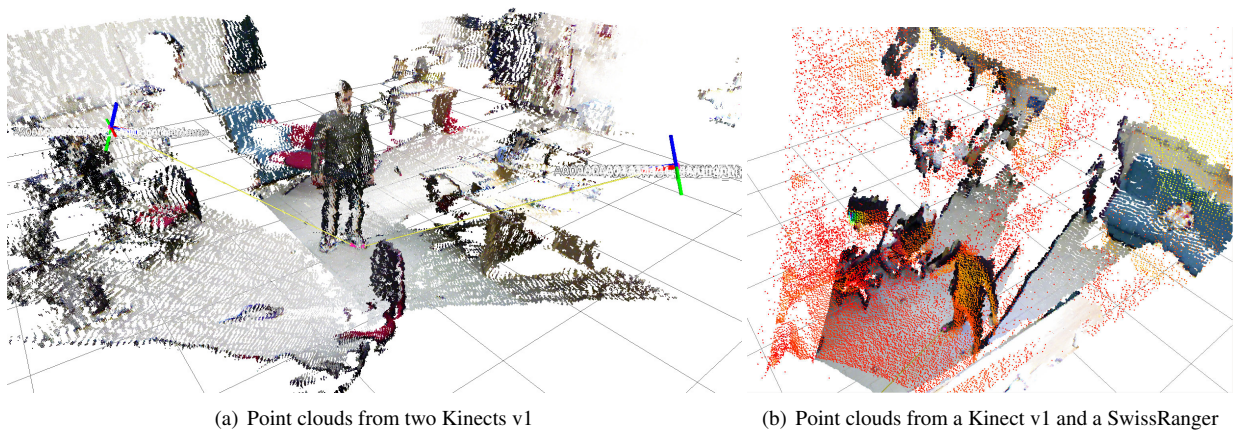 (a) Point clouds from two Kinects v1
(b) Point clouds from a Kinect v1 and a SwissRanger